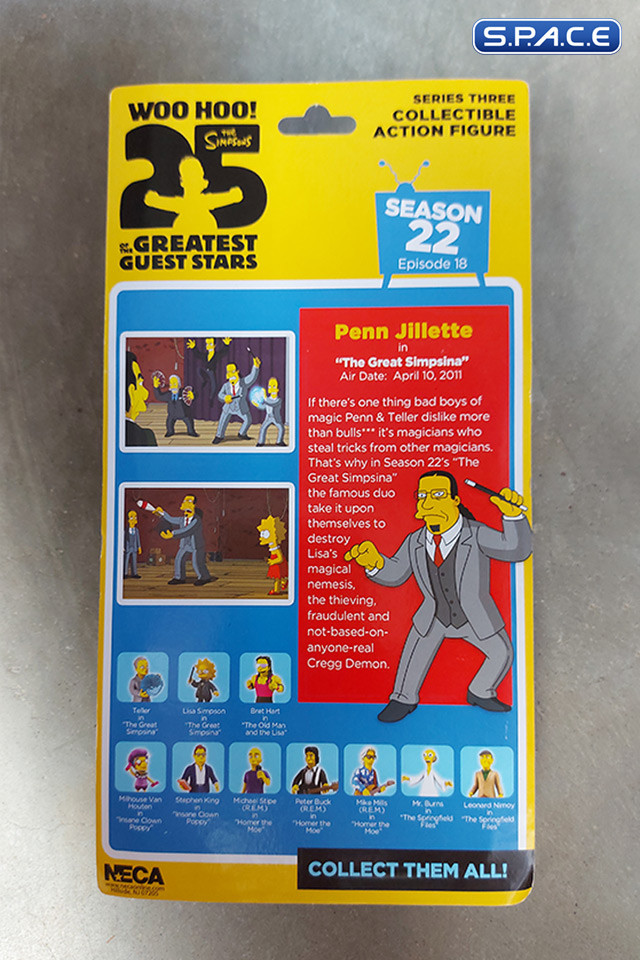 S.P.A.C.E
WOO HOO!
25
THE
SIMPSONS
OF THE GREATEST
GUEST STARS
SERIES THREE
COLLECTIBLE
ACTION FIGURE
SEASON
22
Episode 18
Penn Jillette
in
"The Great Simpsina"
Air Date: April 10, 2011
If there's one thing bad boys of
magic Penn & Teller dislike more
than bulls*** it's magicians who
steal tricks from other magicians.
That's why in Season 22's "The
Great Simpsina"
the famous duo
take it upon
themselves to
destroy
Lisa's
magical
nemesis,
the thieving,
fraudulent and
not-based-on-
anyone-real
Cregg Demon.
Teller
in
"The Great
Simpsina"
Lisa Simpson
in
"The Great
Simpsina"
Bret Hart
in
"The Old Man
and the Lisa"
Milhouse Van
Houten
in
"Insane Clown
Poppy"
Stephen King
in
"Insane Clown
Poppy"
Michael Stipe
(R.E.M.)
in
"Homer the
Moe"
Peter Buck
(R.E.M.)
in
"Homer the
Moe"
Mike Mills
(R.E.M.)
in
"Homer the
Moe"
Mr. Burns
in
"The Springfield
Files"
Leonard Nimoy
in
"The Springfield
Files"
NECA
www.necaonline.com
Hillside, NJ 07205
COLLECT THEM ALL!